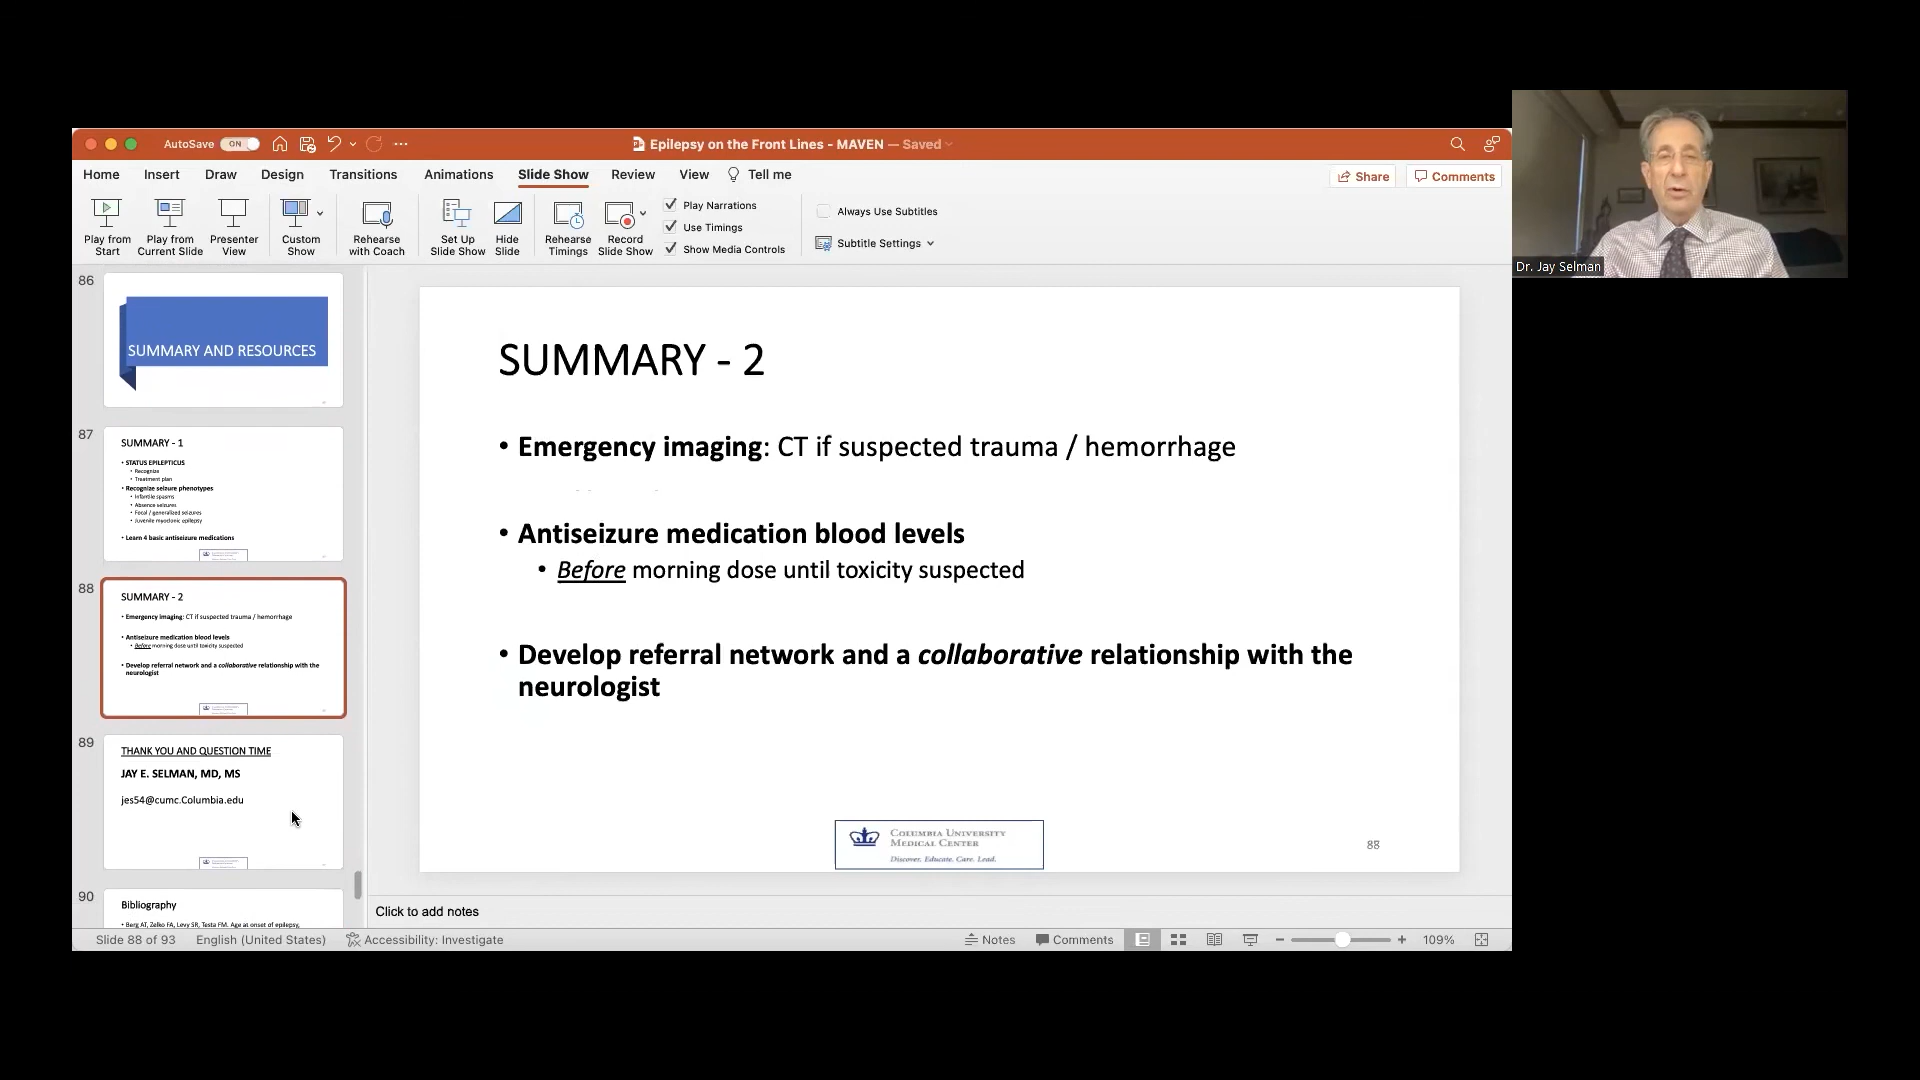 AutoSave ON
Epilepsy on the Front Lines - MAVEN — Saved
Home Insert Draw Design Transitions Animations Slide Show Review View Tell me
Share Comments
Play from Start
Play from Current Slide
Presenter View
Custom Show
Rehearse with Coach
Set Up Slide Show
Hide Slide
Rehearse Timings
Record Slide Show
Play Narrations
Use Timings
Show Media Controls
Always Use Subtitles
Subtitle Settings
86
SUMMARY AND RESOURCES
87
SUMMARY - 1
• STATUS EPILEPTICUS
• Recognize
• Treatment plan
• Recognize seizure phenotypes
• Infantile spasms
• Absence seizures
• Focal / generalized seizures
• Juvenile myoclonic epilepsy
• Learn 4 basic antiseizure medications
88
SUMMARY - 2
• Emergency imaging: CT if suspected trauma / hemorrhage
• Antiseizure medication blood levels
• Before morning dose until toxicity suspected
• Develop referral network and a collaborative relationship with the
neurologist
89
THANK YOU AND QUESTION TIME
JAY E. SELMAN, MD, MS
jes54@cumc.Columbia.edu
90
Bibliography
• Berg AT, Zelko FA, Levy SR, Testa FM. Age at onset of epilepsy,
SUMMARY - 2
• Emergency imaging: CT if suspected trauma / hemorrhage
• Antiseizure medication blood levels
• Before morning dose until toxicity suspected
• Develop referral network and a collaborative relationship with the
neurologist
COLUMBIA UNIVERSITY
MEDICAL CENTER
Discover. Educate. Care. Lead.
88
Click to add notes
Slide 88 of 93 English (United States) Accessibility: Investigate
Notes Comments 109%
Dr. Jay Selman